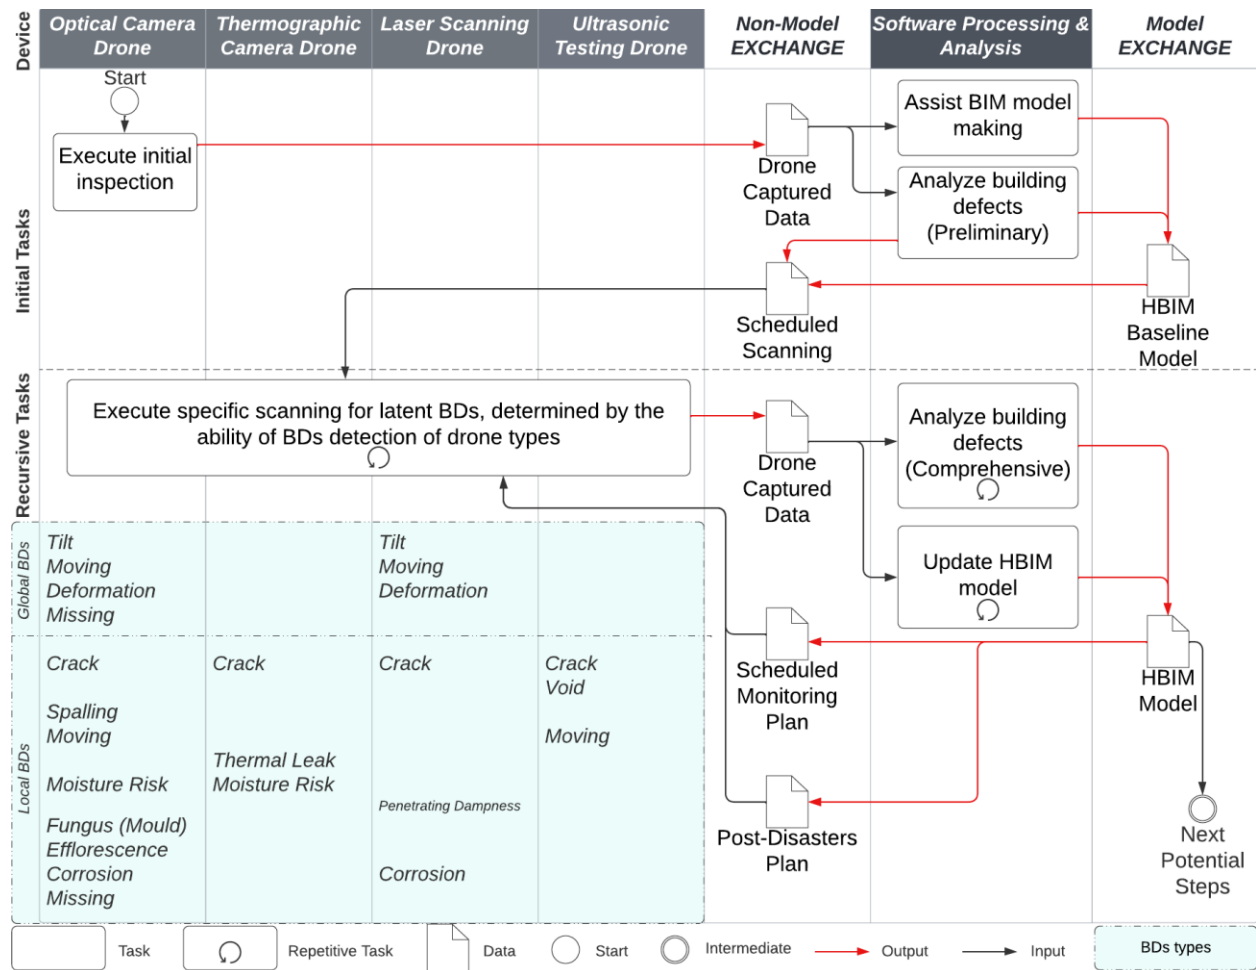 Device
Optical Camera
Drone
Thermographic
Camera Drone
Laser Scanning
Drone
Ultrasonic
Testing Drone
Non-Model
EXCHANGE
Software Processing &
Analysis
Model
EXCHANGE
Initial Tasks
Start
Execute initial
inspection
Drone
Captured
Data
Assist BIM model
making
Analyze building
defects
(Preliminary)
Scheduled
Scanning
HBIM
Baseline
Model
Recursive Tasks
Execute specific scanning for latent BDs, determined by the
ability of BDs detection of drone types
Drone
Captured
Data
Analyze building
defects
(Comprehensive)
Update HBIM
model
Scheduled
Monitoring
Plan
HBIM
Model
Post-Disasters
Plan
Next
Potential
Steps
Global BDs
Tilt
Moving
Deformation
Missing
Tilt
Moving
Deformation
Local BDs
Crack
Spalling
Moving
Moisture Risk
Fungus (Mould)
Efflorescence
Corrosion
Missing
Crack
Thermal Leak
Moisture Risk
Crack
Penetrating Dampness
Corrosion
Crack
Void
Moving
Task
Repetitive Task
Data
Start
Intermediate
Output
Input
BDs types